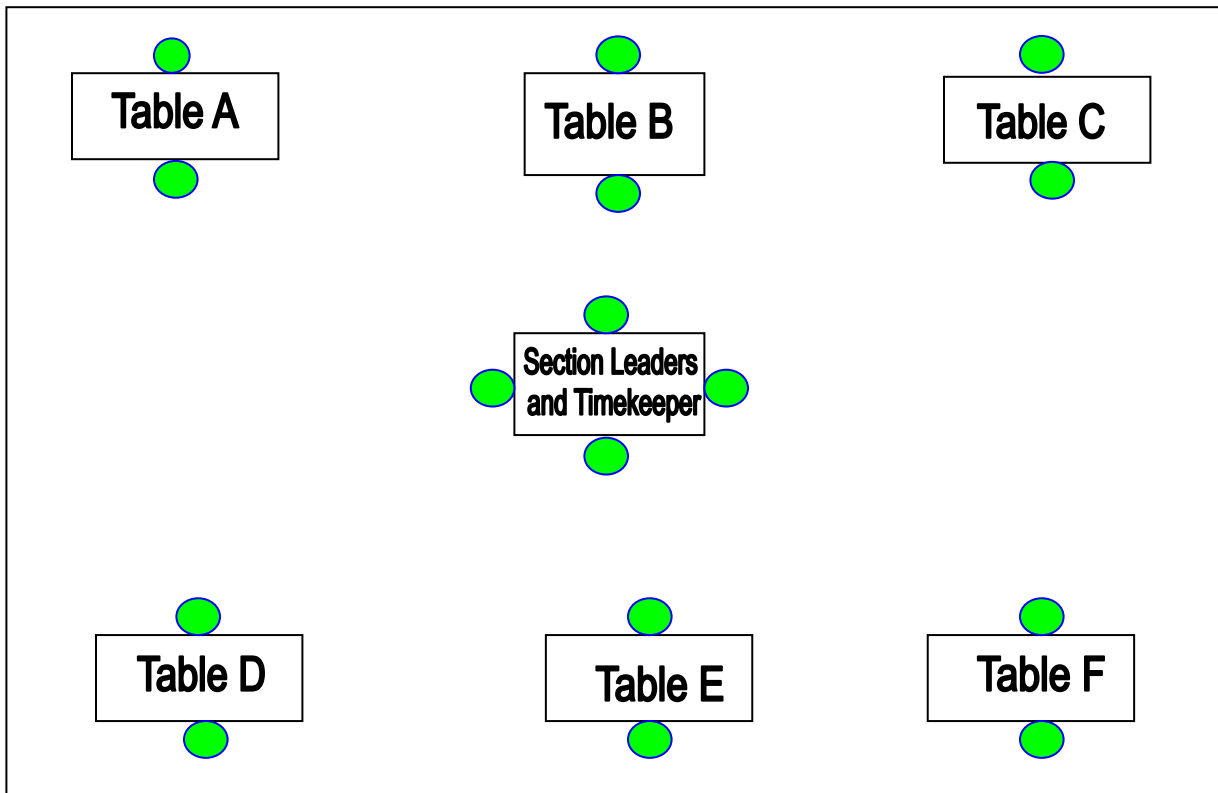 Table A
Table B
Table C
Section Leaders
and Timekeeper
Table D
Table E
Table F